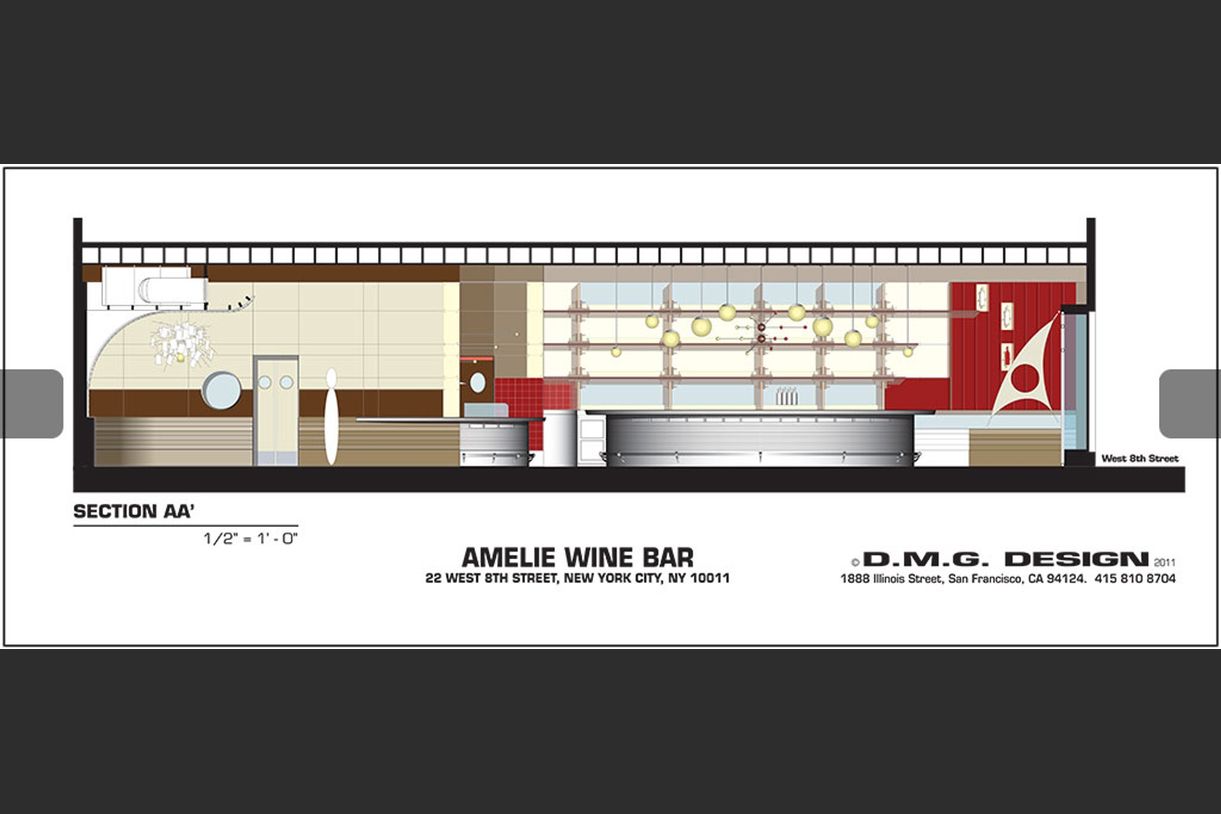 West 8th Street
SECTION AA'
1/2" = 1' - 0"
AMELIE WINE BAR
22 WEST 8TH STREET, NEW YORK CITY, NY 10011
© D.M.G. DESIGN 2011
1888 Illinois Street, San Francisco, CA 94124. 415 810 8704